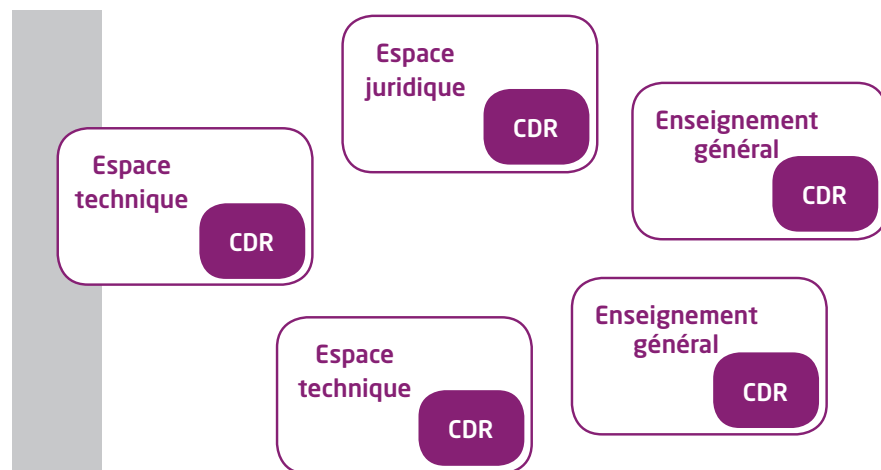 Espace
juridique
CDR
Enseignement
général
CDR
Espace
technique
CDR
Enseignement
général
CDR
Espace
technique
CDR